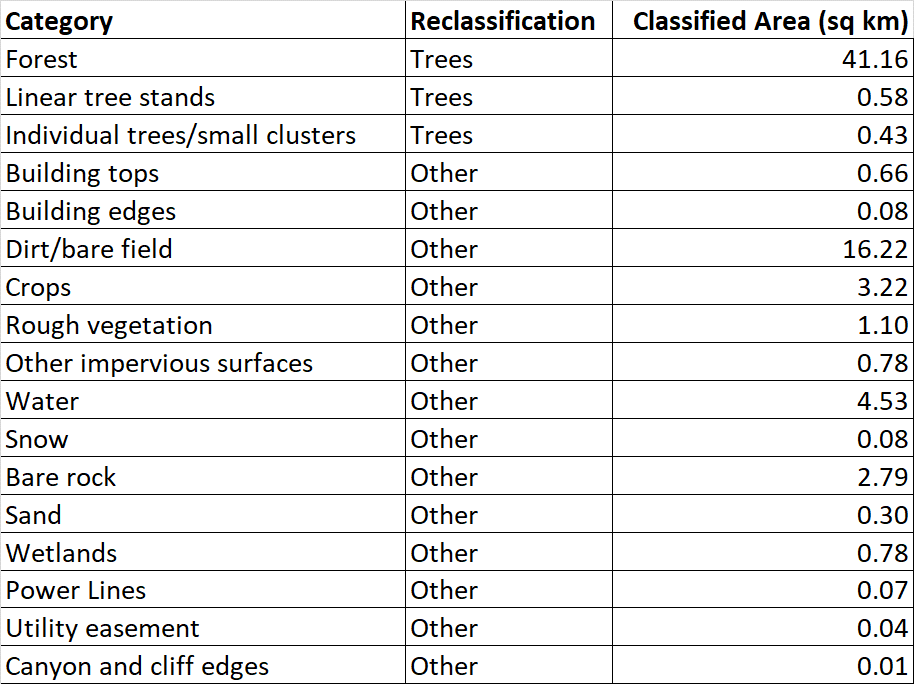 Category Reclassification Classified Area (sq km)
Forest Trees 41.16
Linear tree stands Trees 0.58
Individual trees/small clusters Trees 0.43
Building tops Other 0.66
Building edges Other 0.08
Dirt/bare field Other 16.22
Crops Other 3.22
Rough vegetation Other 1.10
Other impervious surfaces Other 0.78
Water Other 4.53
Snow Other 0.08
Bare rock Other 2.79
Sand Other 0.30
Wetlands Other 0.78
Power Lines Other 0.07
Utility easement Other 0.04
Canyon and cliff edges Other 0.01